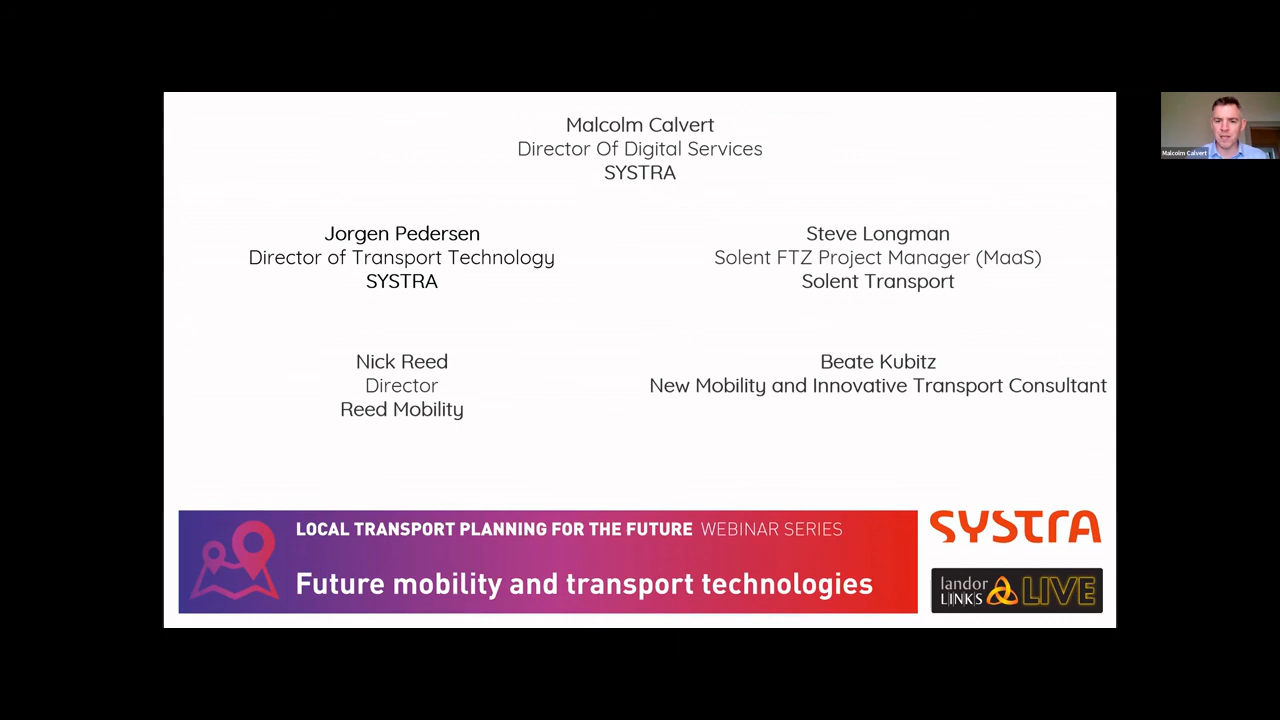 Malcolm Calvert
Director Of Digital Services
SYSTRA
Jorgen Pedersen
Director of Transport Technology
SYSTRA
Steve Longman
Solent FTZ Project Manager (MaaS)
Solent Transport
Nick Reed
Director
Reed Mobility
Beate Kubitz
New Mobility and Innovative Transport Consultant
LOCAL TRANSPORT PLANNING FOR THE FUTURE WEBINAR SERIES
Future mobility and transport technologies
SYSTRA
landor
LINKS
LIVE
Malcolm Calvert